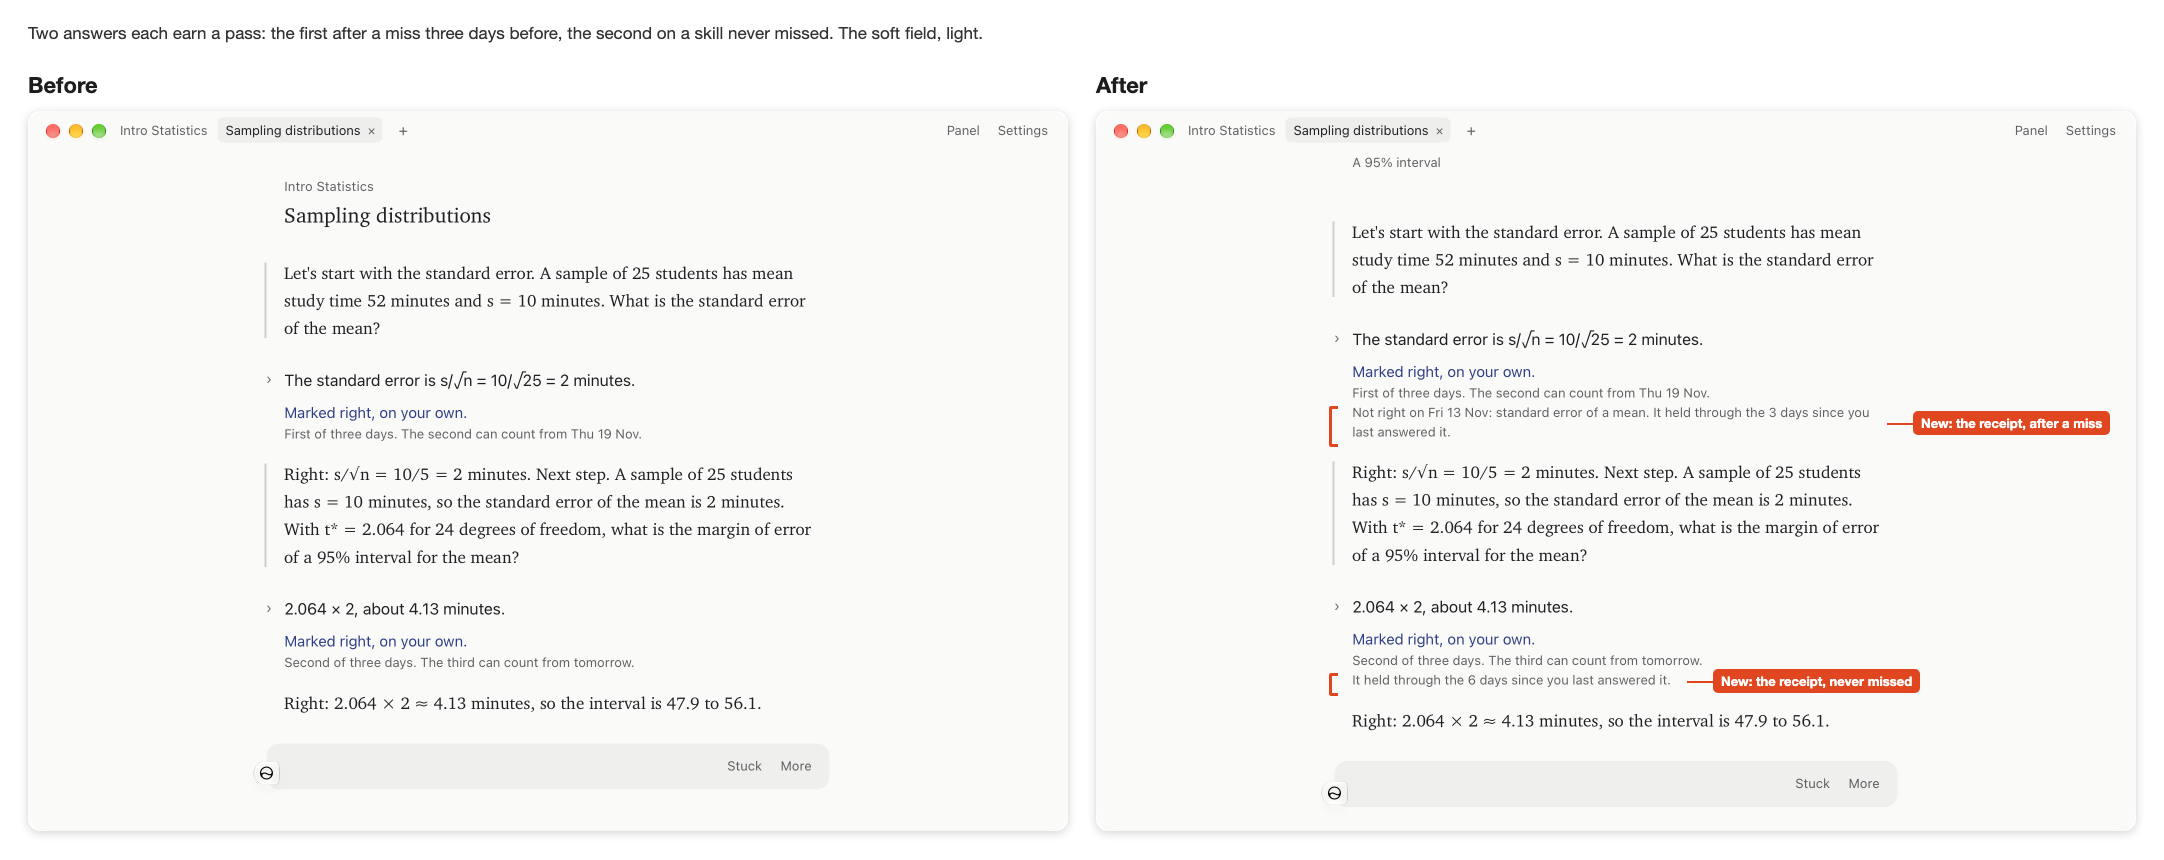 Two answers each earn a pass: the first after a miss three days before, the second on a skill never missed. The soft field, light.
Before
Intro Statistics
Sampling distributions ×
+
Panel
Settings
Intro Statistics
Sampling distributions
Let's start with the standard error. A sample of 25 students has mean
study time 52 minutes and s = 10 minutes. What is the standard error
of the mean?
› The standard error is s/√n = 10/√25 = 2 minutes.
Marked right, on your own.
First of three days. The second can count from Thu 19 Nov.
Right: s/√n = 10/5 = 2 minutes. Next step. A sample of 25 students
has s = 10 minutes, so the standard error of the mean is 2 minutes.
With t* = 2.064 for 24 degrees of freedom, what is the margin of error
of a 95% interval for the mean?
› 2.064 × 2, about 4.13 minutes.
Marked right, on your own.
Second of three days. The third can count from tomorrow.
Right: 2.064 × 2 ≈ 4.13 minutes, so the interval is 47.9 to 56.1.
Stuck
More
After
Intro Statistics
Sampling distributions ×
+
Panel
Settings
A 95% interval
Let's start with the standard error. A sample of 25 students has mean
study time 52 minutes and s = 10 minutes. What is the standard error
of the mean?
› The standard error is s/√n = 10/√25 = 2 minutes.
Marked right, on your own.
First of three days. The second can count from Thu 19 Nov.
Not right on Fri 13 Nov: standard error of a mean. It held through the 3 days since you
last answered it.
New: the receipt, after a miss
Right: s/√n = 10/5 = 2 minutes. Next step. A sample of 25 students
has s = 10 minutes, so the standard error of the mean is 2 minutes.
With t* = 2.064 for 24 degrees of freedom, what is the margin of error
of a 95% interval for the mean?
› 2.064 × 2, about 4.13 minutes.
Marked right, on your own.
Second of three days. The third can count from tomorrow.
It held through the 6 days since you last answered it.
New: the receipt, never missed
Right: 2.064 × 2 ≈ 4.13 minutes, so the interval is 47.9 to 56.1.
Stuck
More